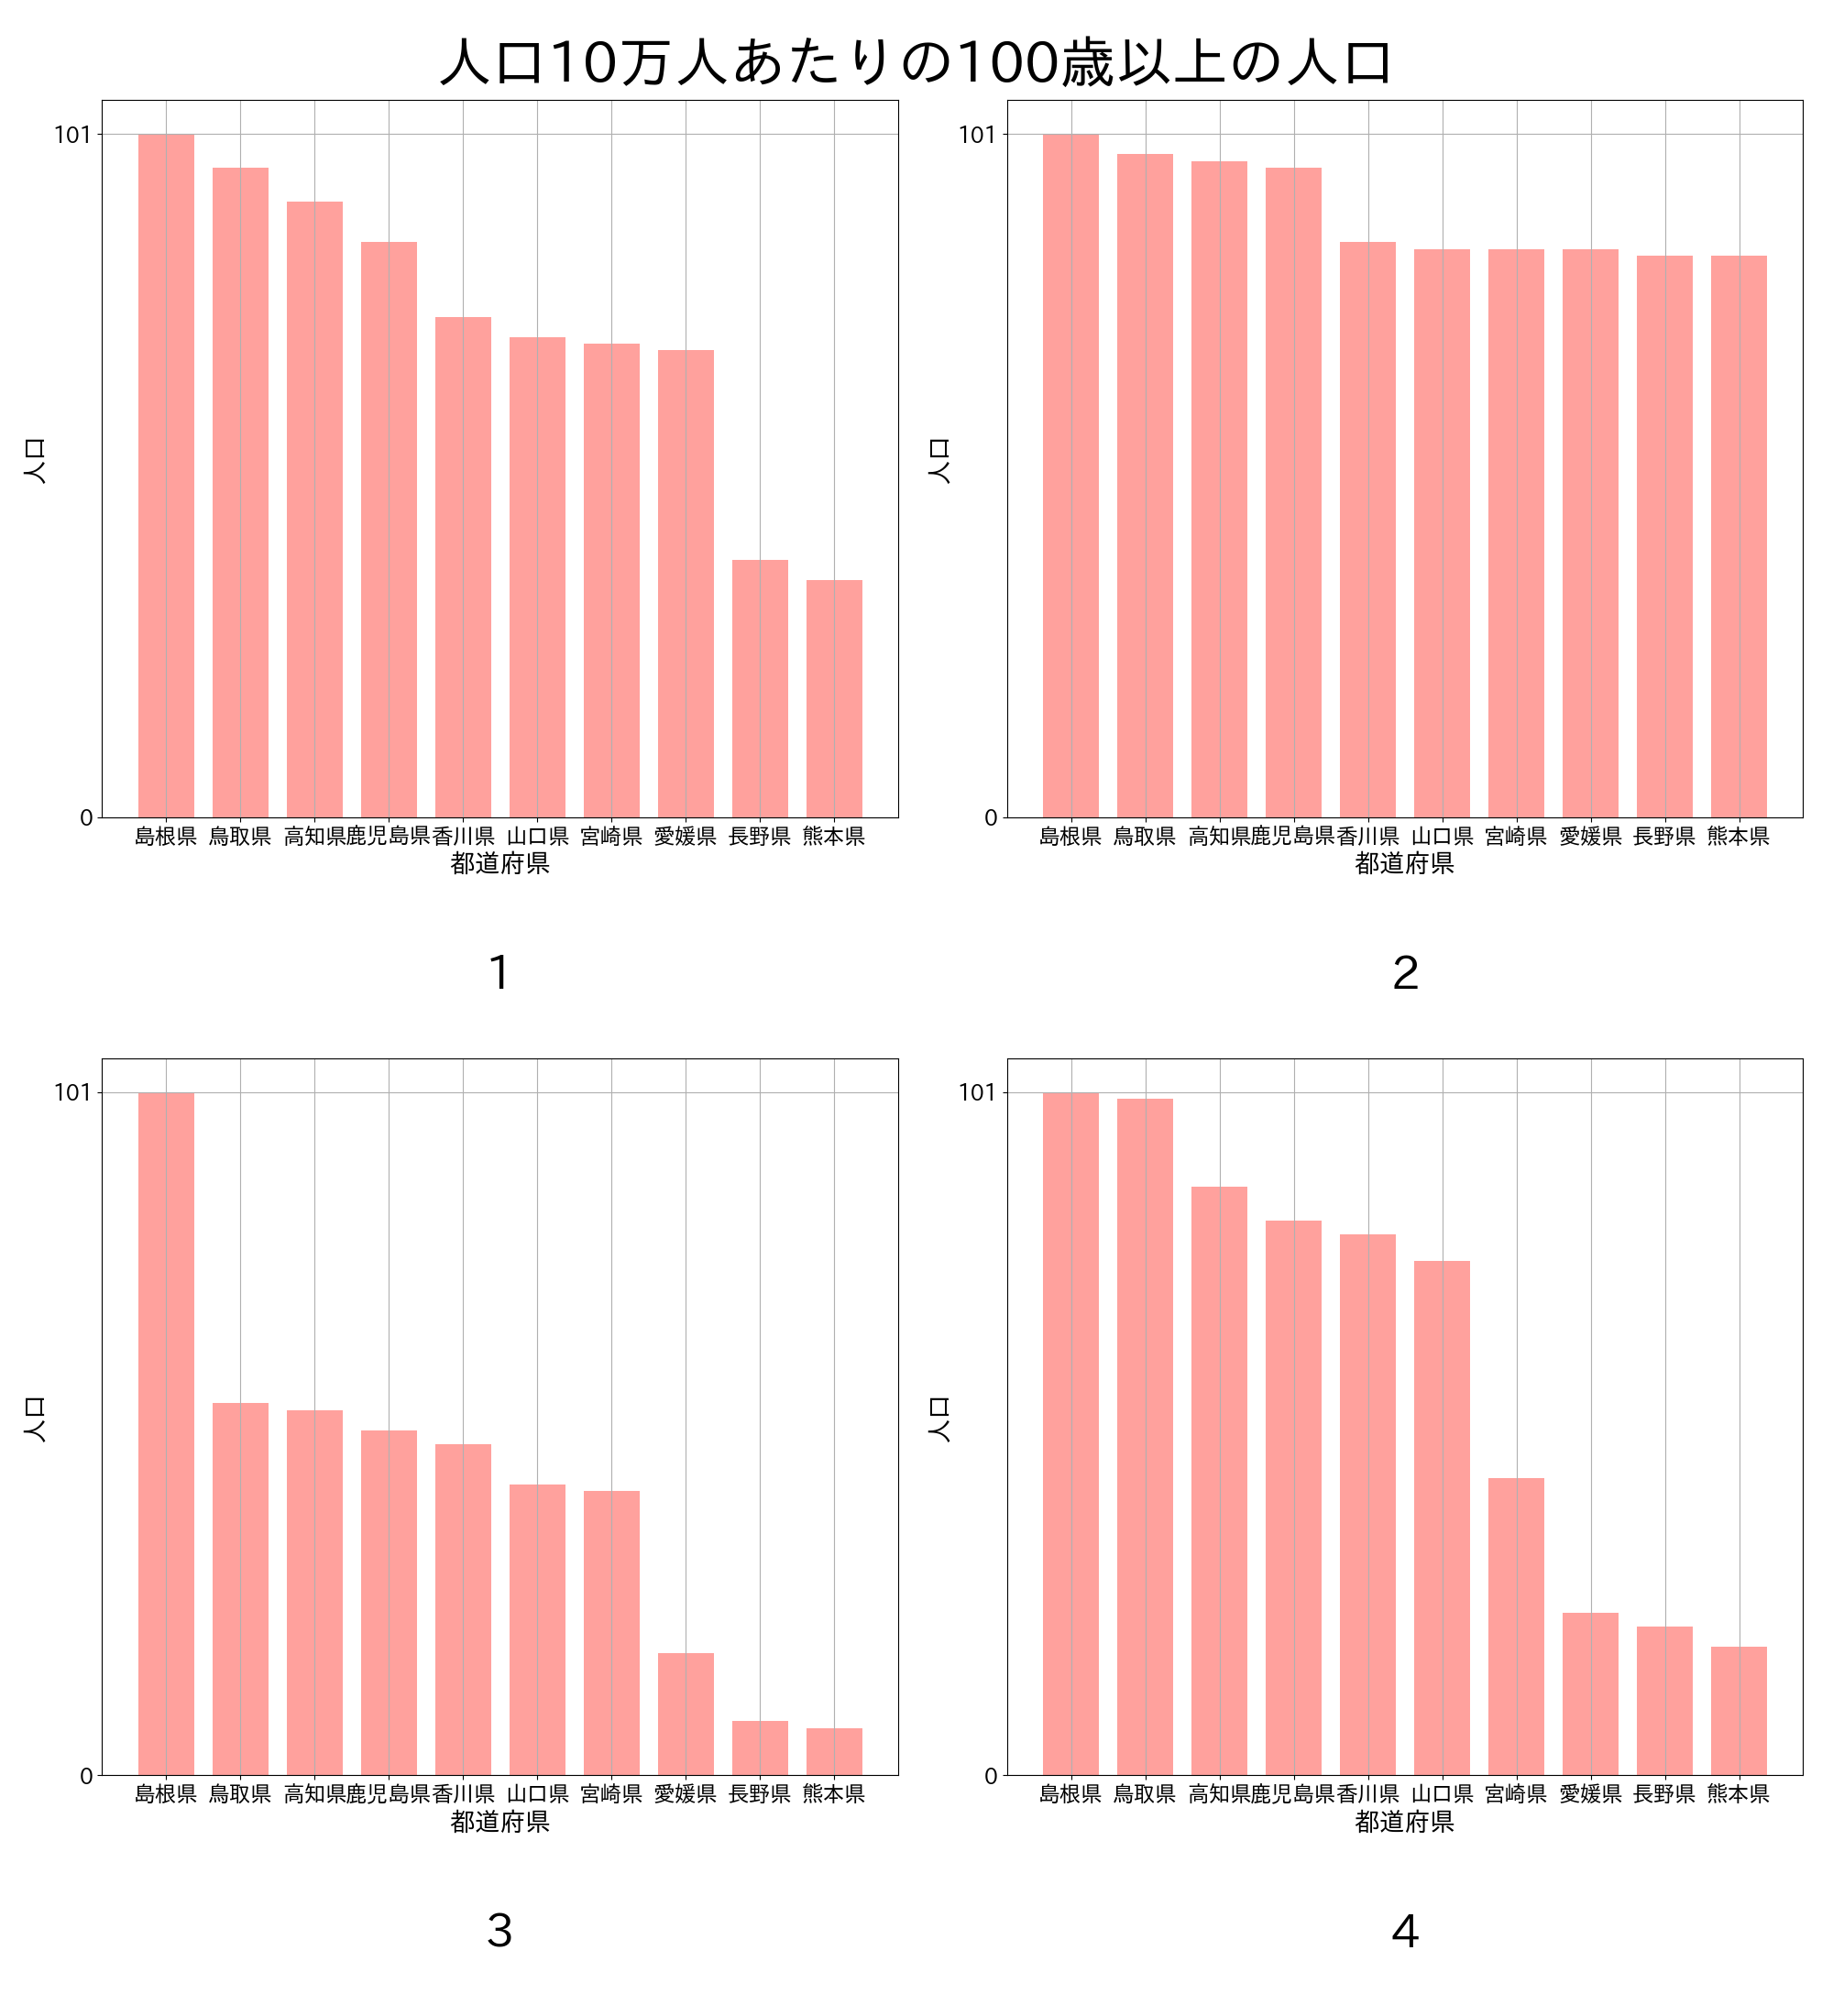 人口10万人あたりの100歳以上の人口
101
0
人口
島根県 鳥取県 高知県 鹿児島県 香川県 山口県 宮崎県 愛媛県 長野県 熊本県
都道府県
1
101
0
人口
島根県 鳥取県 高知県 鹿児島県 香川県 山口県 宮崎県 愛媛県 長野県 熊本県
都道府県
2
101
0
人口
島根県 鳥取県 高知県 鹿児島県 香川県 山口県 宮崎県 愛媛県 長野県 熊本県
都道府県
3
101
0
人口
島根県 鳥取県 高知県 鹿児島県 香川県 山口県 宮崎県 愛媛県 長野県 熊本県
都道府県
4